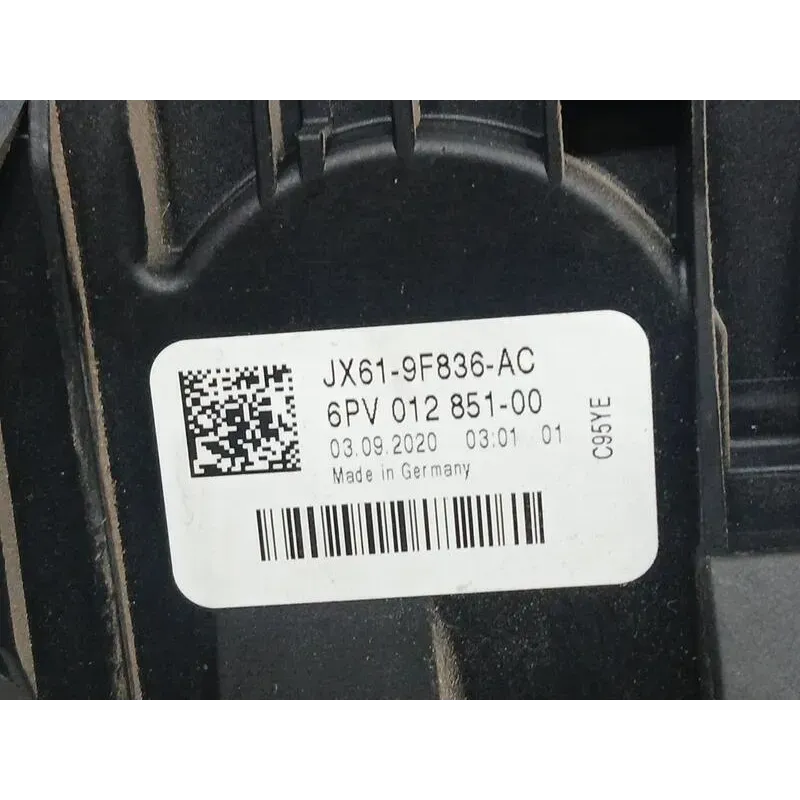 JX61-9F836-AC
6PV 012 851-00
03.09.2020 03:01 01
Made in Germany
C95YE